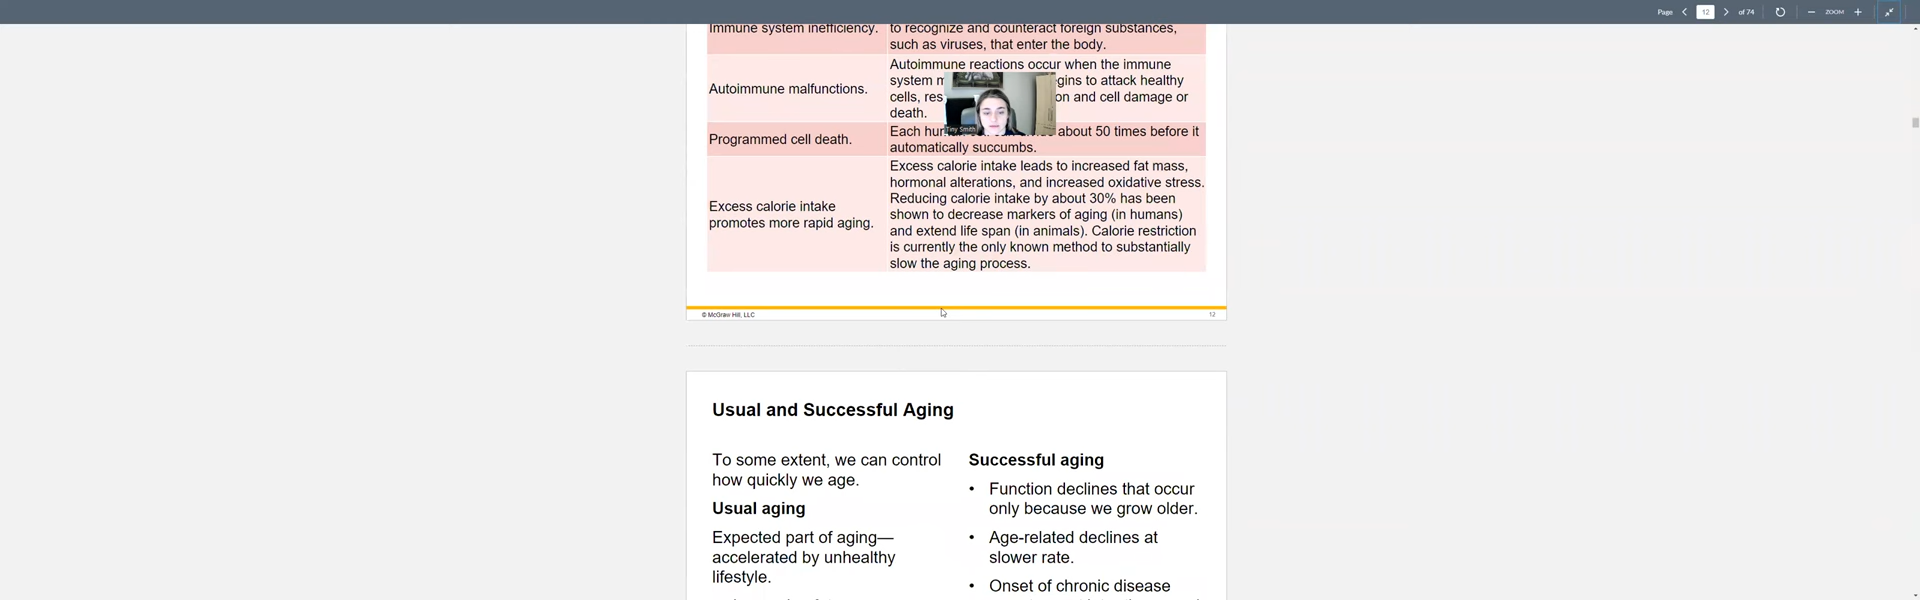 Page 12 of 74 ZOOM
Immune system inefficiency.
to recognize and counteract foreign substances,
such as viruses, that enter the body.
Autoimmune malfunctions.
Autoimmune reactions occur when the immune
system gins to attack healthy
cells, res on and cell damage or
death.
Tiny Smith
Programmed cell death.
Each about 50 times before it
automatically succumbs.
Excess calorie intake
promotes more rapid aging.
Excess calorie intake leads to increased fat mass,
hormonal alterations, and increased oxidative stress.
Reducing calorie intake by about 30% has been
shown to decrease markers of aging (in humans)
and extend life span (in animals). Calorie restriction
is currently the only known method to substantially
slow the aging process.
© McGraw Hill, LLC
12
Usual and Successful Aging
To some extent, we can control
how quickly we age.
Usual aging
Expected part of aging—
accelerated by unhealthy
lifestyle.
Successful aging
• Function declines that occur
only because we grow older.
• Age-related declines at
slower rate.
• Onset of chronic disease